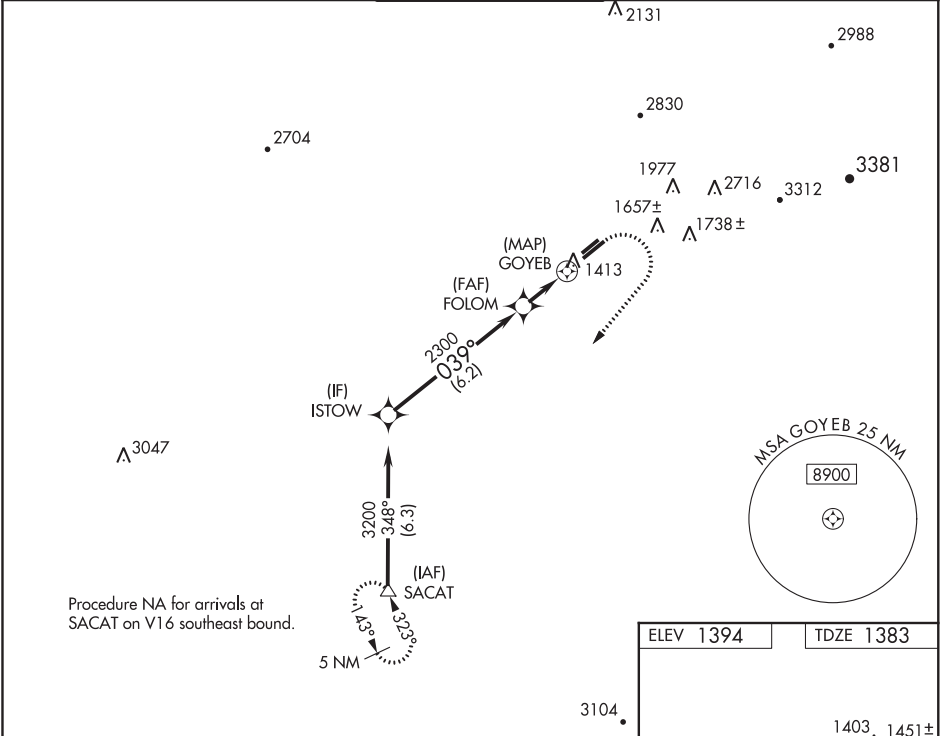 2131
2988
2830
2704
3381
1977
2716
3312
1657±
1738±
(MAP)
GOYEB
1413
(FAF)
FOLOM
2300
039°
(6.2)
(IF)
ISTOW
3047
MSA GOYEB 25 NM
8900
3200
348°
(6.3)
(IAF)
SACAT
Procedure NA for arrivals at
SACAT on V16 southeast bound.
143°
323°
5 NM
ELEV 1394
TDZE 1383
3104
1403
1451±